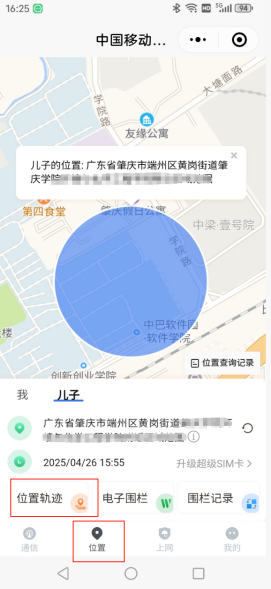 16:25
HD 5G 94
中国移动...
大塘面路
学院路
友缘公寓
儿子的位置: 广东省肇庆市端州区黄岗街道肇
庆学院
第四食堂
肇庆假日公寓
中梁·壹号院
学院路
楼
中巴软件园
-软件学院
创新创业学院
位置查询记录
我
儿子
广东省肇庆市端州区黄岗街道
2025/04/26 15:55
升级超级SIM卡 >
位置轨迹
电子围栏
围栏记录
通信
位置
上网
我的